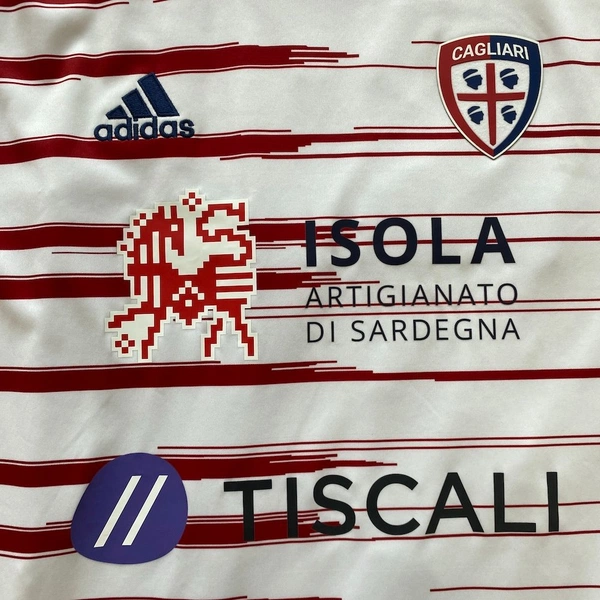 CAGLIARI
adidas
ISOLA
ARTIGIANATO
DI SARDEGNA
TISCALI